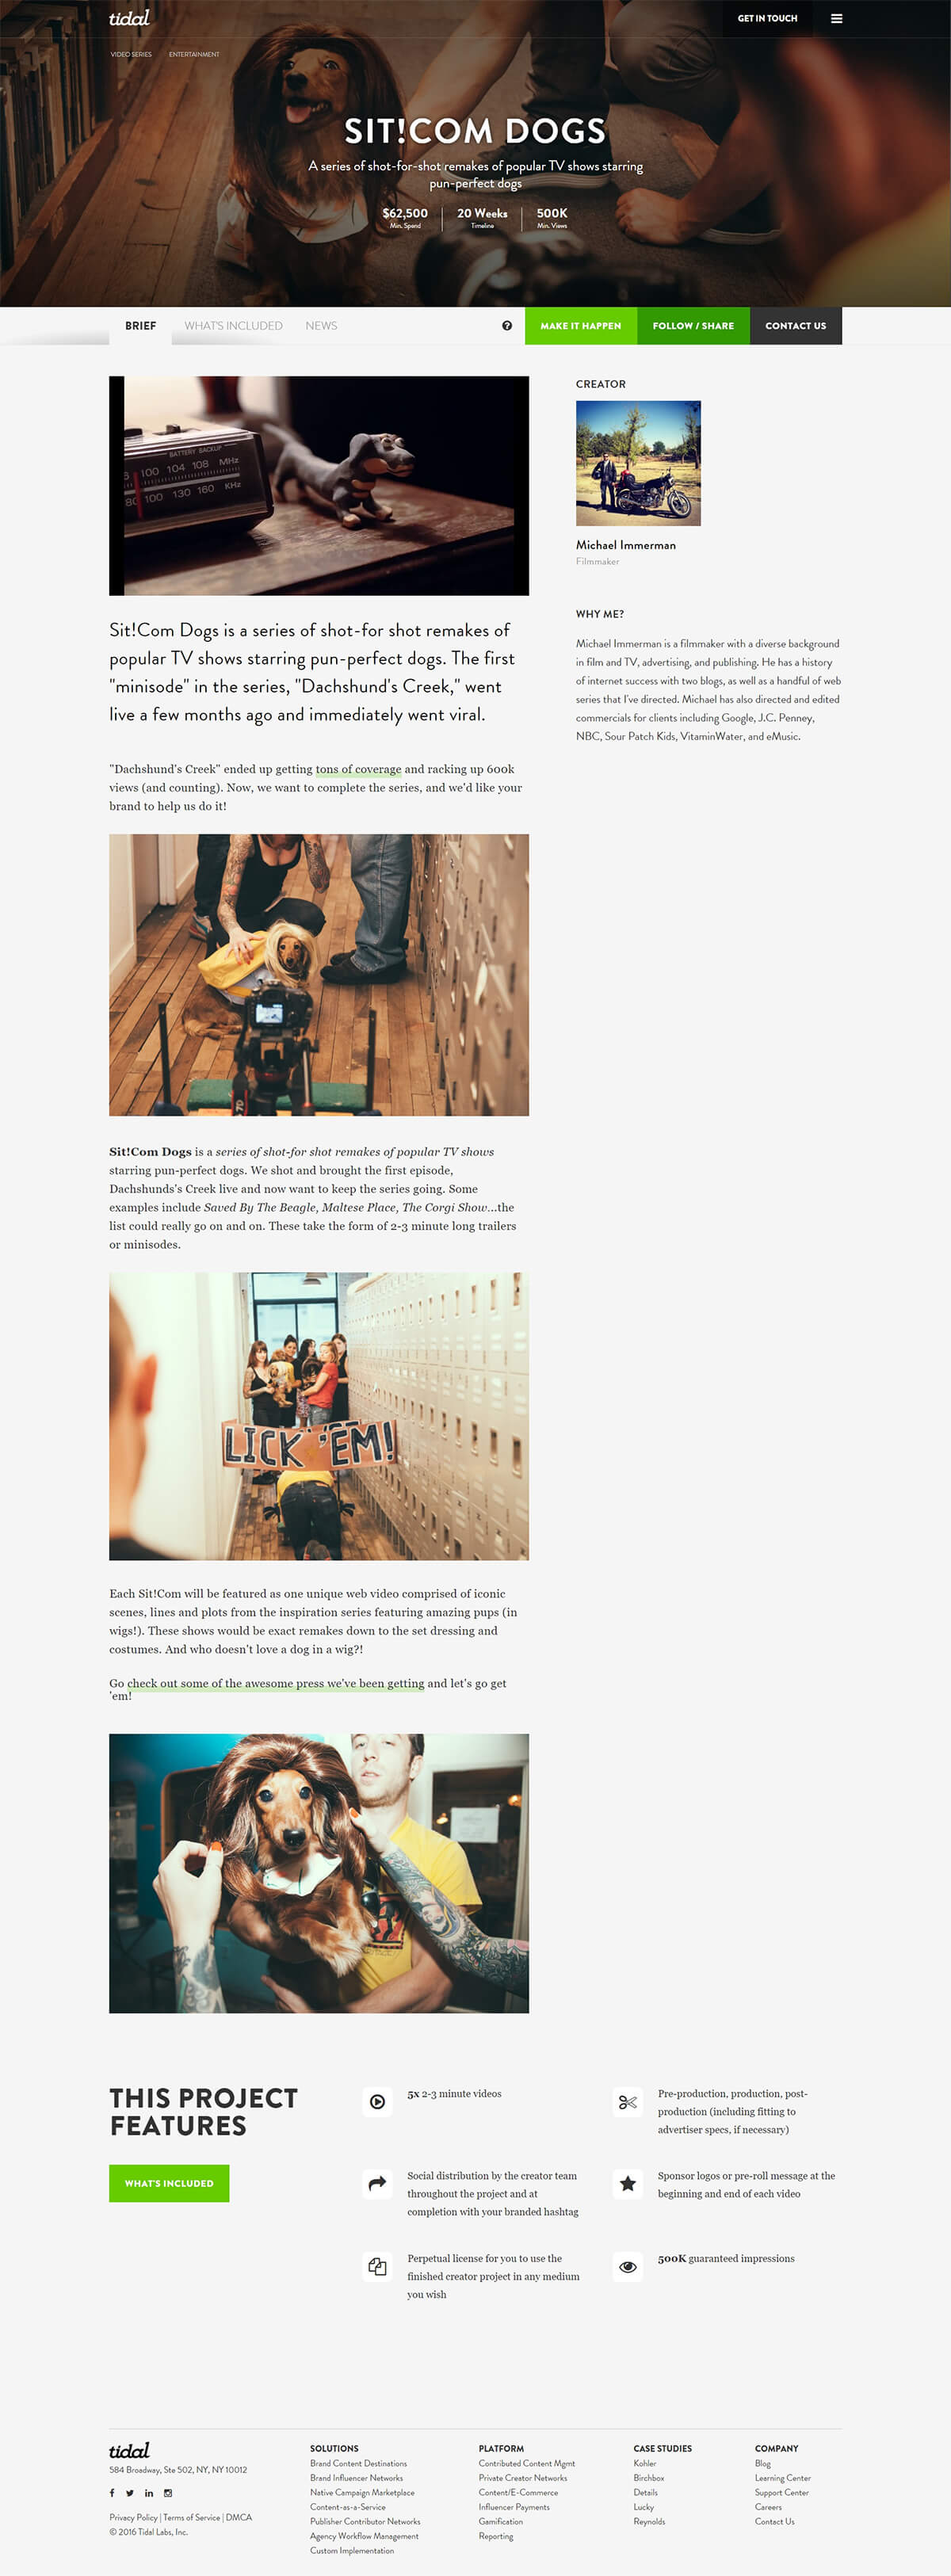 tidal
GET IN TOUCH
VIDEO SERIES ENTERTAINMENT
SIT!COM DOGS
A series of shot-for-shot remakes of popular TV shows starring
pun-perfect dogs
$62,500 20 Weeks 500K
Min. Spend Timeline Min. Views
BRIEF WHAT'S INCLUDED NEWS
MAKE IT HAPPEN FOLLOW / SHARE CONTACT US
BATTERY BACKUP
100 104 108 MHz
80 100 130 160 KHz
Sit!Com Dogs is a series of shot-for shot remakes of
popular TV shows starring pun-perfect dogs. The first
"minisode" in the series, "Dachshund's Creek," went
live a few months ago and immediately went viral.
"Dachshund's Creek" ended up getting tons of coverage and racking up 600k
views (and counting). Now, we want to complete the series, and we'd like your
brand to help us do it!
Sit!Com Dogs is a series of shot-for shot remakes of popular TV shows
starring pun-perfect dogs. We shot and brought the first episode,
Dachshunds's Creek live and now want to keep the series going. Some
examples include Saved By The Beagle, Maltese Place, The Corgi Show...the
list could really go on and on. These take the form of 2-3 minute long trailers
or minisodes.
LICK 'EM!
Each Sit!Com will be featured as one unique web video comprised of iconic
scenes, lines and plots from the inspiration series featuring amazing pups (in
wigs!). These shows would be exact remakes down to the set dressing and
costumes. And who doesn't love a dog in a wig?!
Go check out some of the awesome press we've been getting and let's go get
'em!
CREATOR
Michael Immerman
Filmmaker
WHY ME?
Michael Immerman is a filmmaker with a diverse background
in film and TV, advertising, and publishing. He has a history
of internet success with two blogs, as well as a handful of web
series that I've directed. Michael has also directed and edited
commercials for clients including Google, J.C. Penney,
NBC, Sour Patch Kids, VitaminWater, and eMusic.
THIS PROJECT
FEATURES
WHAT'S INCLUDED
5x 2-3 minute videos
Pre-production, production, post-
production (including fitting to
advertiser specs, if necessary)
Social distribution by the creator team
throughout the project and at
completion with your branded hashtag
Sponsor logos or pre-roll message at the
beginning and end of each video
Perpetual license for you to use the
finished creator project in any medium
you wish
500K guaranteed impressions
tidal
584 Broadway, Ste 502, NY, NY 10012
Privacy Policy | Terms of Service | DMCA
© 2016 Tidal Labs, Inc.
SOLUTIONS
Brand Content Destinations
Brand Influencer Networks
Native Campaign Marketplace
Content-as-a-Service
Publisher Contributor Networks
Agency Workflow Management
Custom Implementation
PLATFORM
Contributed Content Mgmt
Private Creator Networks
Content/E-Commerce
Influencer Payments
Gamification
Reporting
CASE STUDIES
Kohler
Birchbox
Details
Lucky
Reynolds
COMPANY
Blog
Learning Center
Support Center
Careers
Contact Us